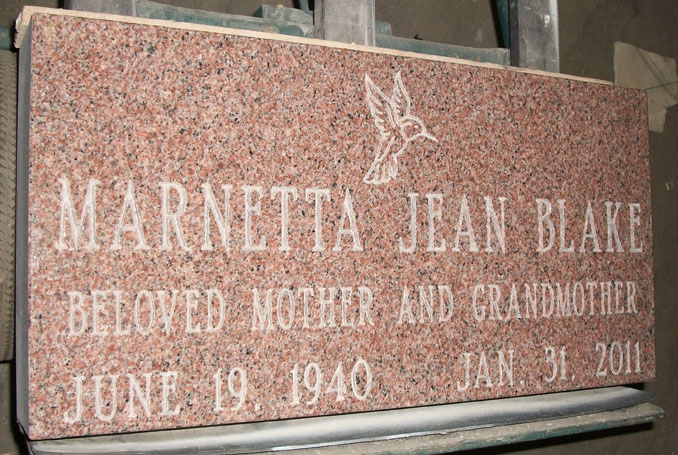 MARNETTA JEAN BLAKE
BELOVED MOTHER AND GRANDMOTHER
JUNE 19, 1940 JAN. 31, 2011